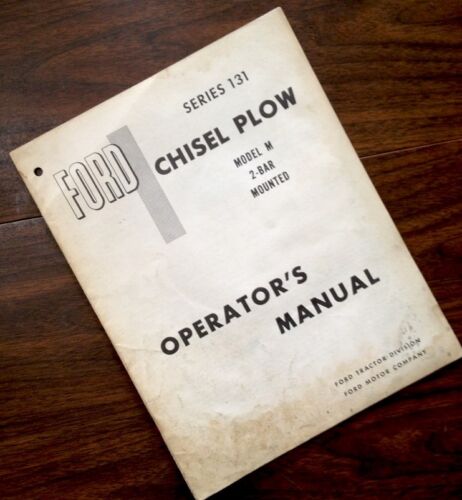 SERIES 131
FORD
CHISEL PLOW
MODEL M
2-BAR
MOUNTED
OPERATOR'S
MANUAL
FORD TRACTOR DIVISION
FORD MOTOR COMPANY